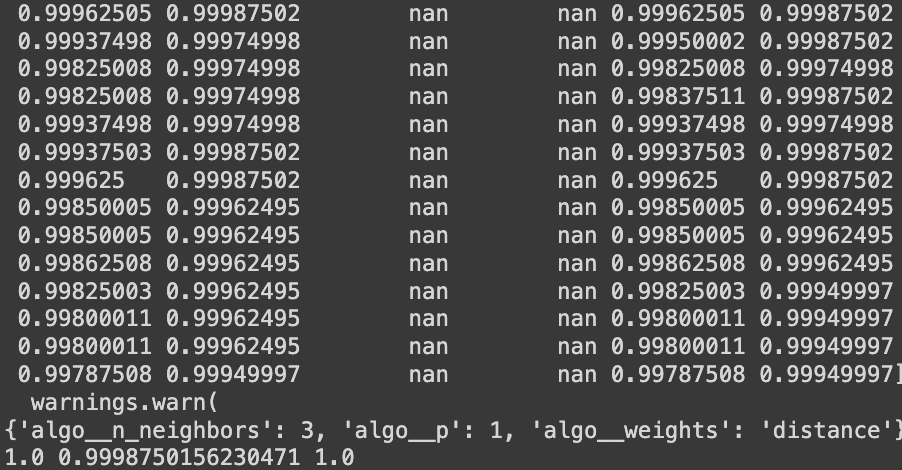 0.99962505 0.99987502 nan nan 0.99962505 0.99987502
0.99937498 0.99974998 nan nan 0.99950002 0.99987502
0.99825008 0.99974998 nan nan 0.99825008 0.99974998
0.99825008 0.99974998 nan nan 0.99837511 0.99987502
0.99937498 0.99974998 nan nan 0.99937498 0.99974998
0.99937503 0.99987502 nan nan 0.99937503 0.99987502
0.999625 0.99987502 nan nan 0.999625 0.99987502
0.99850005 0.99962495 nan nan 0.99850005 0.99962495
0.99850005 0.99962495 nan nan 0.99850005 0.99962495
0.99862508 0.99962495 nan nan 0.99862508 0.99962495
0.99825003 0.99962495 nan nan 0.99825003 0.99949997
0.99800011 0.99962495 nan nan 0.99800011 0.99949997
0.99800011 0.99962495 nan nan 0.99800011 0.99949997
0.99787508 0.99949997 nan nan 0.99787508 0.99949997]
warnings.warn(
{'algo__n_neighbors': 3, 'algo__p': 1, 'algo__weights': 'distance'}
1.0 0.9998750156230471 1.0